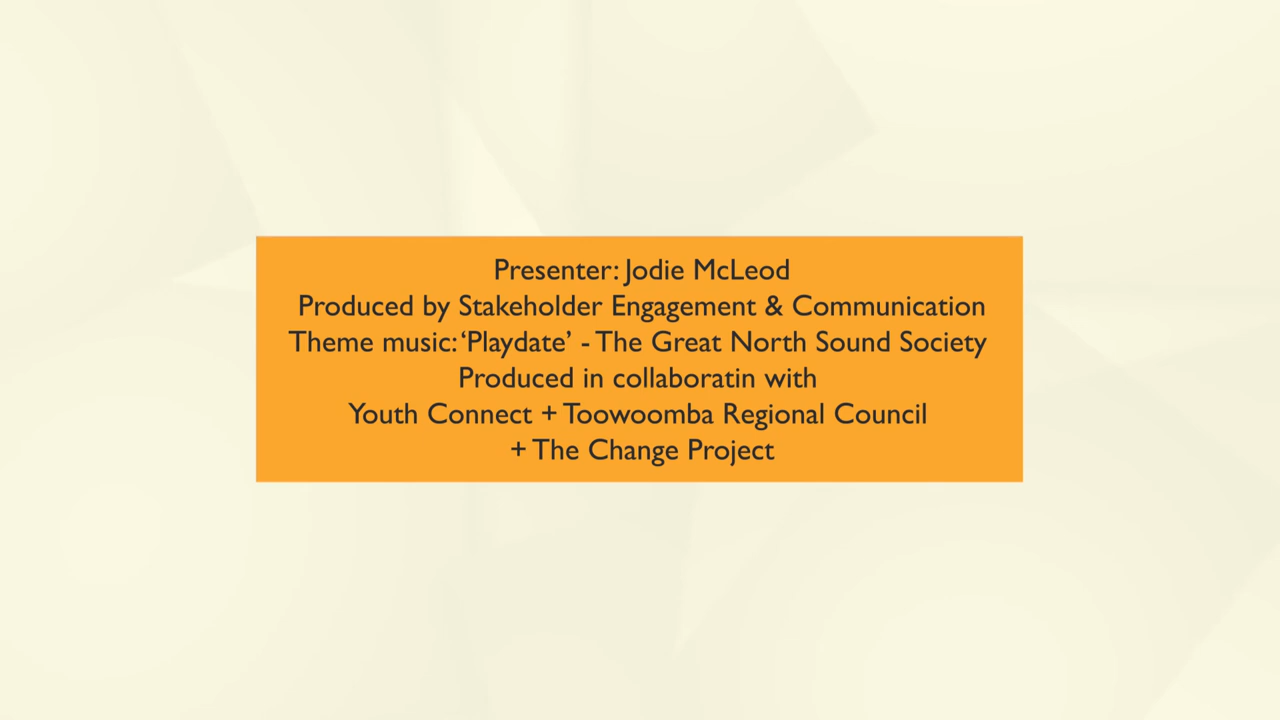 Presenter: Jodie McLeod
Produced by Stakeholder Engagement & Communication
Theme music: ‘Playdate’ - The Great North Sound Society
Produced in collaboratin with
Youth Connect + Toowoomba Regional Council
+ The Change Project